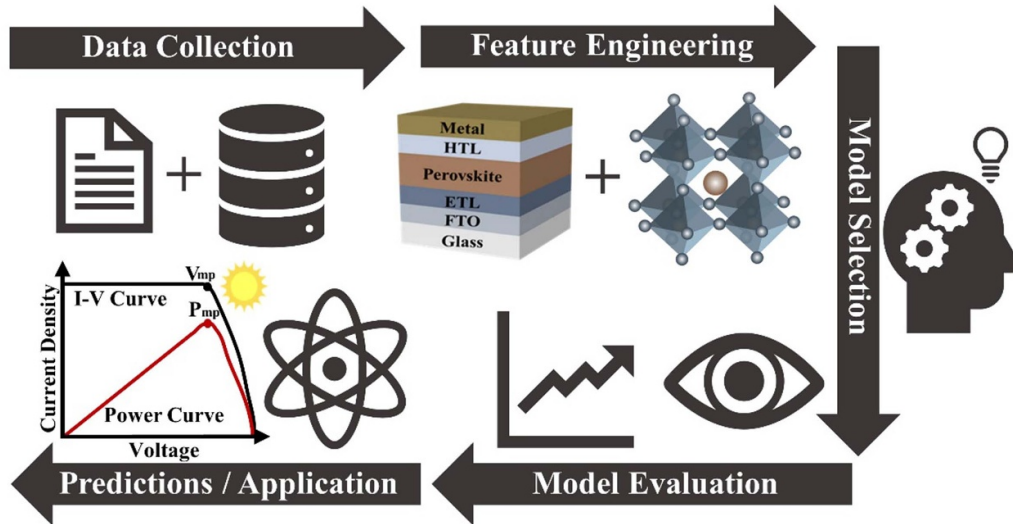 Data Collection
Feature Engineering
Model Selection
Metal
HTL
Perovskite
ETL
FTO
Glass
Vmp
I-V Curve
Pmp
Power Curve
Current Density
Voltage
Model Evaluation
Predictions / Application